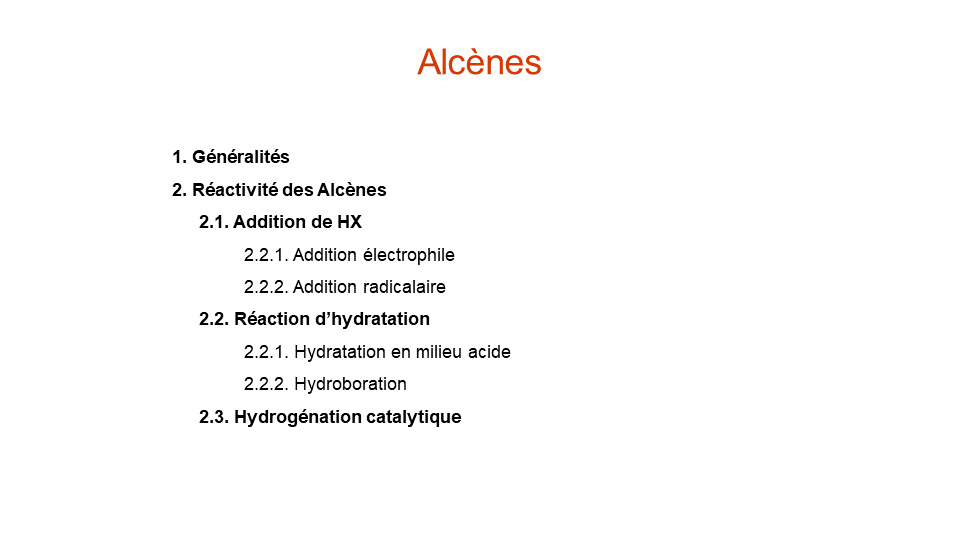 Alcènes
1. Généralités
2. Réactivité des Alcènes
2.1. Addition de HX
2.2.1. Addition électrophile
2.2.2. Addition radicalaire
2.2. Réaction d’hydratation
2.2.1. Hydratation en milieu acide
2.2.2. Hydroboration
2.3. Hydrogénation catalytique